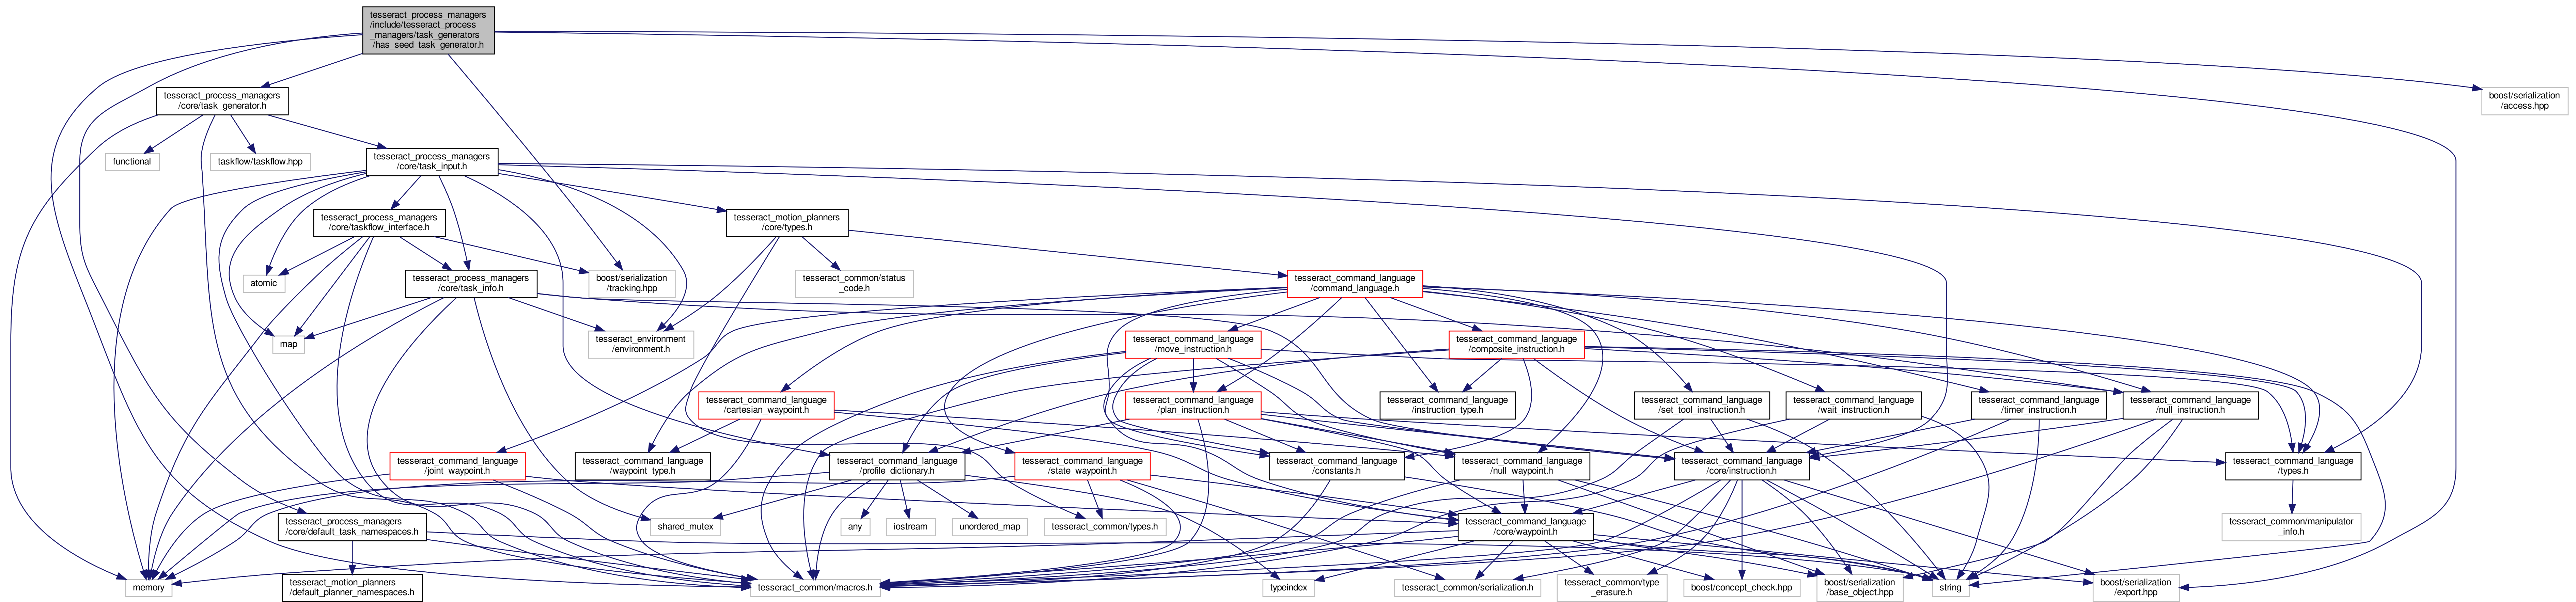 tesseract_process_managers
/include/tesseract_process
_managers/task_generators
/has_seed_task_generator.h
tesseract_process_managers
/core/task_generator.h
boost/serialization
/access.hpp
functional
taskflow/taskflow.hpp
tesseract_process_managers
/core/task_input.h
tesseract_process_managers
/core/taskflow_interface.h
tesseract_motion_planners
/core/types.h
atomic
tesseract_process_managers
/core/task_info.h
boost/serialization
/tracking.hpp
tesseract_common/status
_code.h
tesseract_command_language
/command_language.h
map
tesseract_environment
/environment.h
tesseract_command_language
/move_instruction.h
tesseract_command_language
/composite_instruction.h
tesseract_command_language
/cartesian_waypoint.h
tesseract_command_language
/plan_instruction.h
tesseract_command_language
/instruction_type.h
tesseract_command_language
/set_tool_instruction.h
tesseract_command_language
/wait_instruction.h
tesseract_command_language
/timer_instruction.h
tesseract_command_language
/null_instruction.h
tesseract_command_language
/joint_waypoint.h
tesseract_command_language
/waypoint_type.h
tesseract_command_language
/profile_dictionary.h
tesseract_command_language
/state_waypoint.h
tesseract_command_language
/constants.h
tesseract_command_language
/null_waypoint.h
tesseract_command_language
/core/instruction.h
tesseract_command_language
/types.h
tesseract_process_managers
/core/default_task_namespaces.h
shared_mutex
any
iostream
unordered_map
tesseract_common/types.h
tesseract_command_language
/core/waypoint.h
tesseract_common/manipulator
_info.h
memory
tesseract_motion_planners
/default_planner_namespaces.h
tesseract_common/macros.h
typeindex
tesseract_common/serialization.h
tesseract_common/type
_erasure.h
boost/concept_check.hpp
boost/serialization
/base_object.hpp
string
boost/serialization
/export.hpp